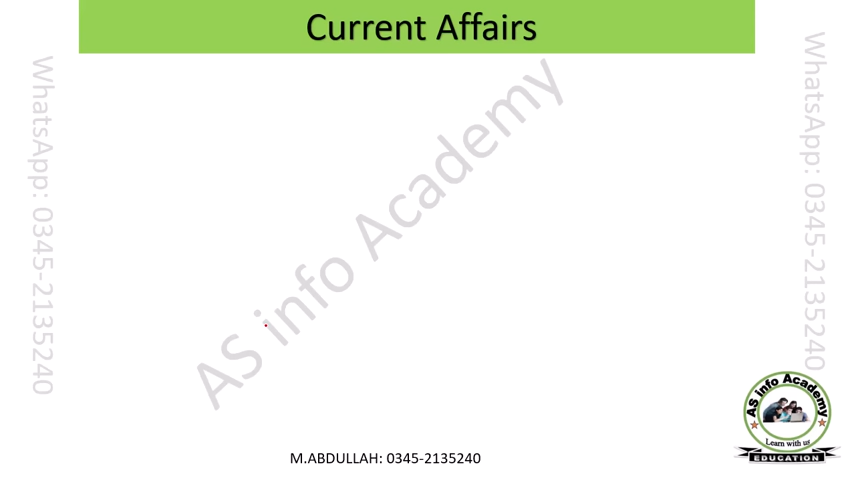 Current Affairs
WhatsApp: 0345-2135240
AS info Academy
WhatsApp: 0345-2135240
AS info Academy
Learn with us
EDUCATION
M.ABDULLAH: 0345-2135240